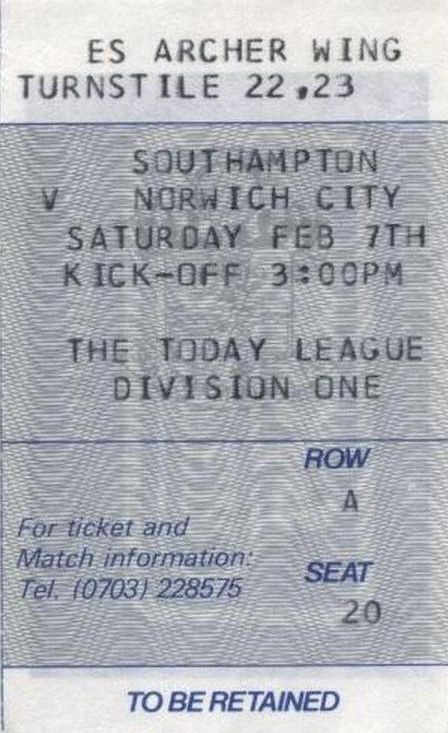 ES ARCHER WING
TURNSTILE 22,23
SOUTHAMPTON
V NORWICH CITY
SATURDAY FEB 7TH
KICK-OFF 3:00PM
THE TODAY LEAGUE
DIVISION ONE
ROW
A
For ticket and
Match information:
Tel. (0703) 228575
SEAT
20
TO BE RETAINED